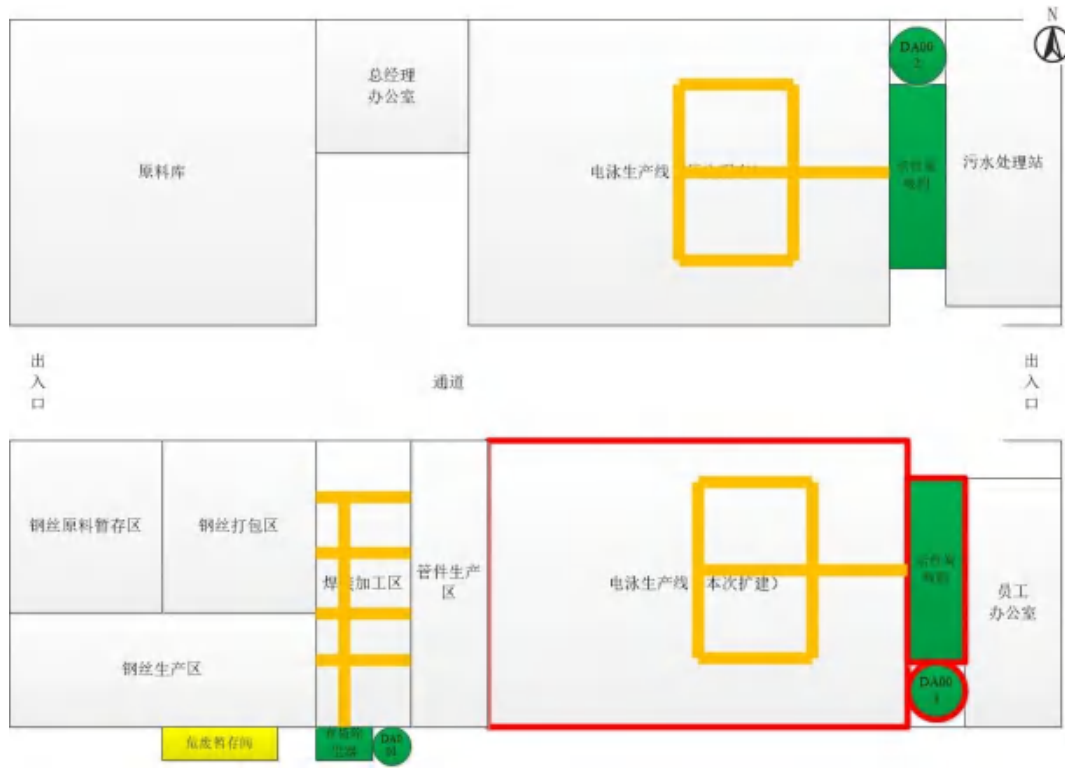 N
DA00
2
总经理
办公室
原料库
电泳生产线
污水处理站
出
入
口
通道
出
入
口
钢丝原料暂存区
钢丝打包区
焊接加工区
管件生产
区
电泳生产线（本次扩建）
员工
办公室
钢丝生产区
DA00
危废暂存间